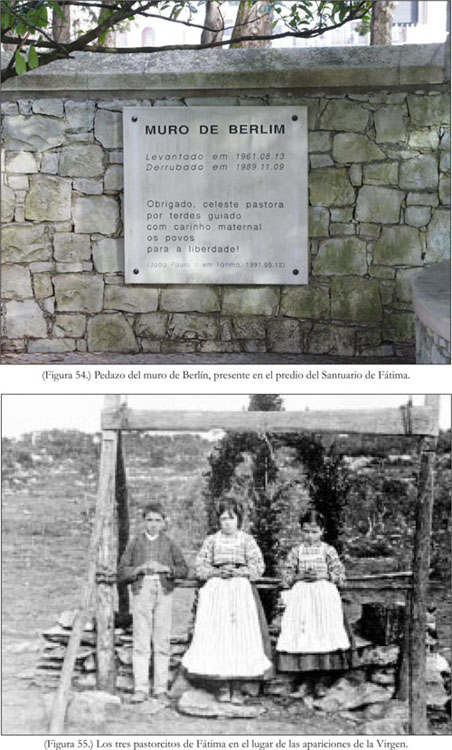 MURO DE BERLIM
Levantado em 1961.08.13
Derrubado em 1989.11.09
Obrigado, celeste pastora
por terdes guiado
com carinho maternal
os povos
para a liberdade!
(João Paulo em Fátima, 1991.05.12)
(Figura 54.) Pedazo del muro de Berlín, presente en el predio del Santuario de Fátima.
(Figura 55.) Los tres pastorcitos de Fátima en el lugar de las apariciones de la Virgen.